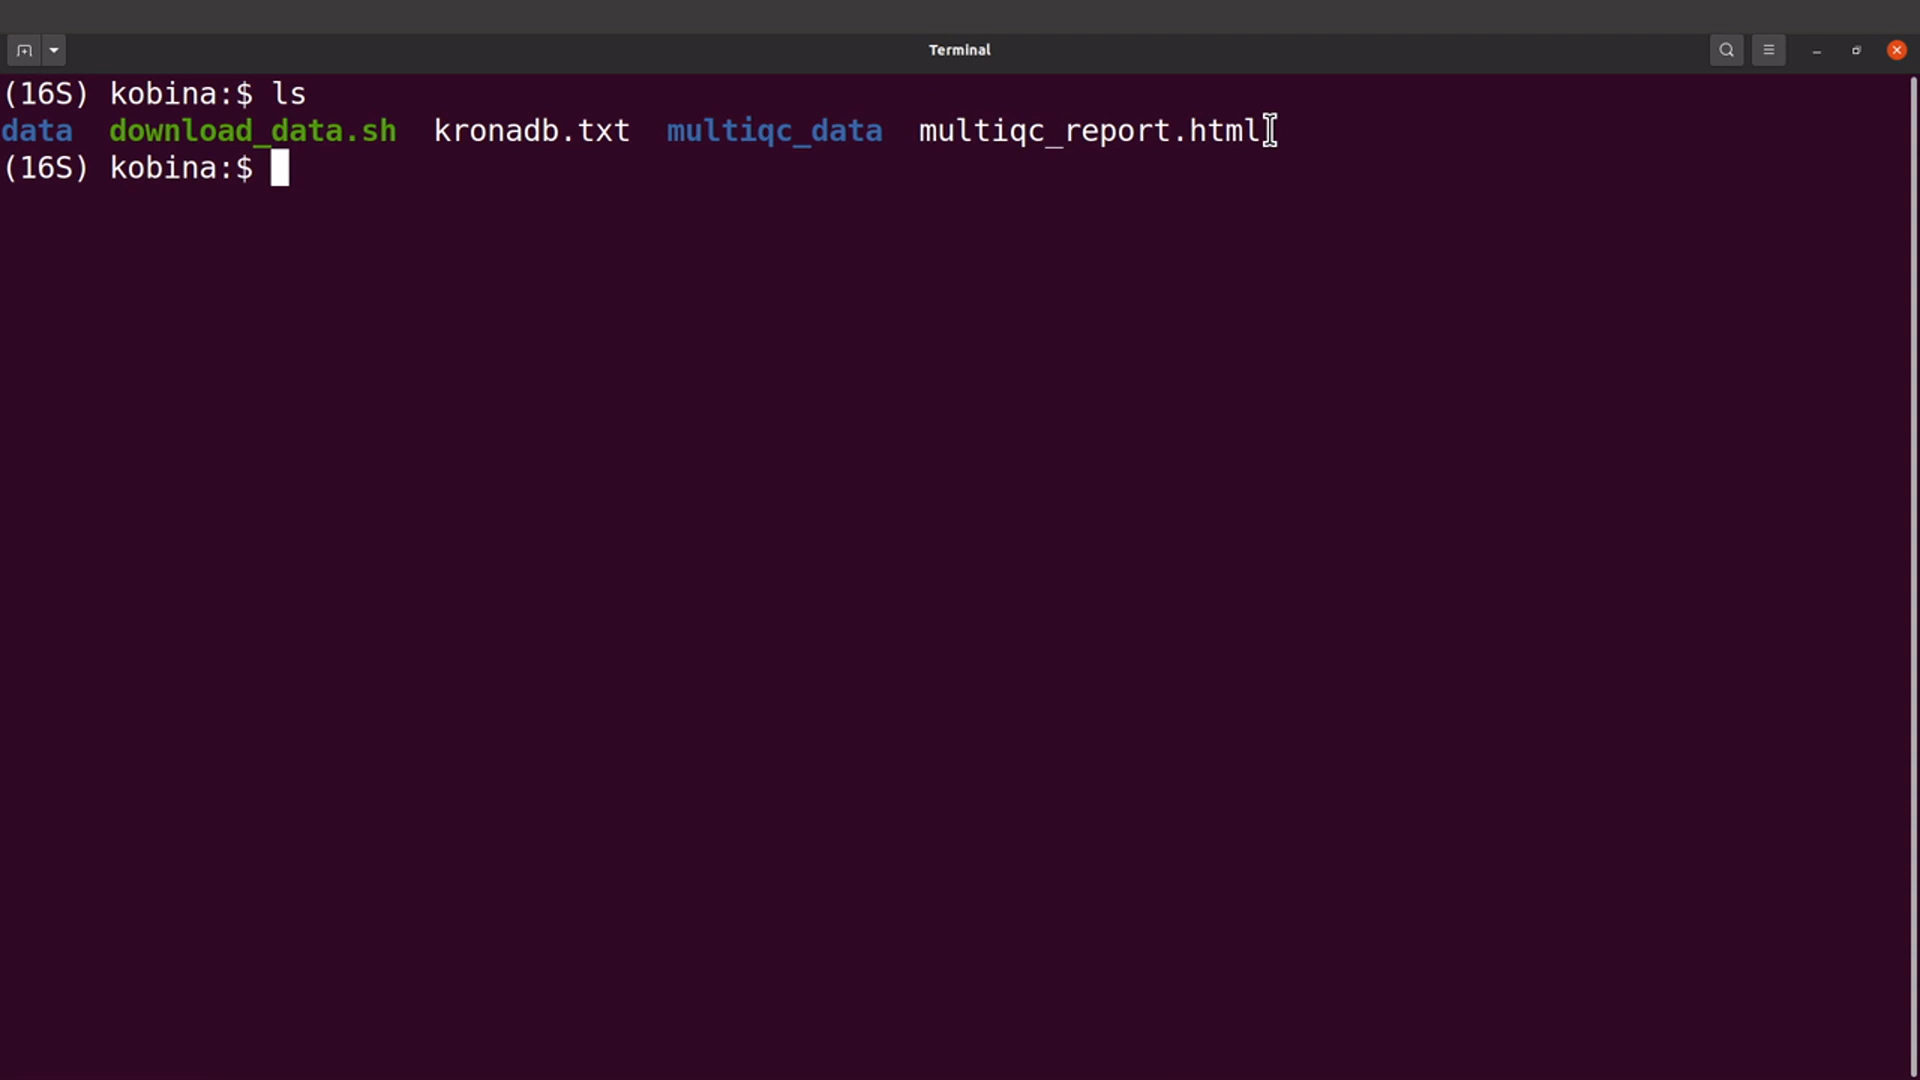 Terminal
(16S) kobina:$ ls
data  download_data.sh  kronadb.txt  multiqc_data  multiqc_report.html
(16S) kobina:$